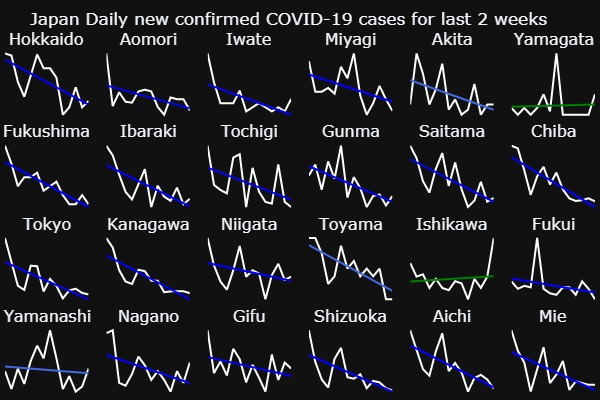 Japan Daily new confirmed COVID-19 cases for last 2 weeks
Hokkaido Aomori Iwate Miyagi Akita Yamagata
Fukushima Ibaraki Tochigi Gunma Saitama Chiba
Tokyo Kanagawa Niigata Toyama Ishikawa Fukui
Yamanashi Nagano Gifu Shizuoka Aichi Mie